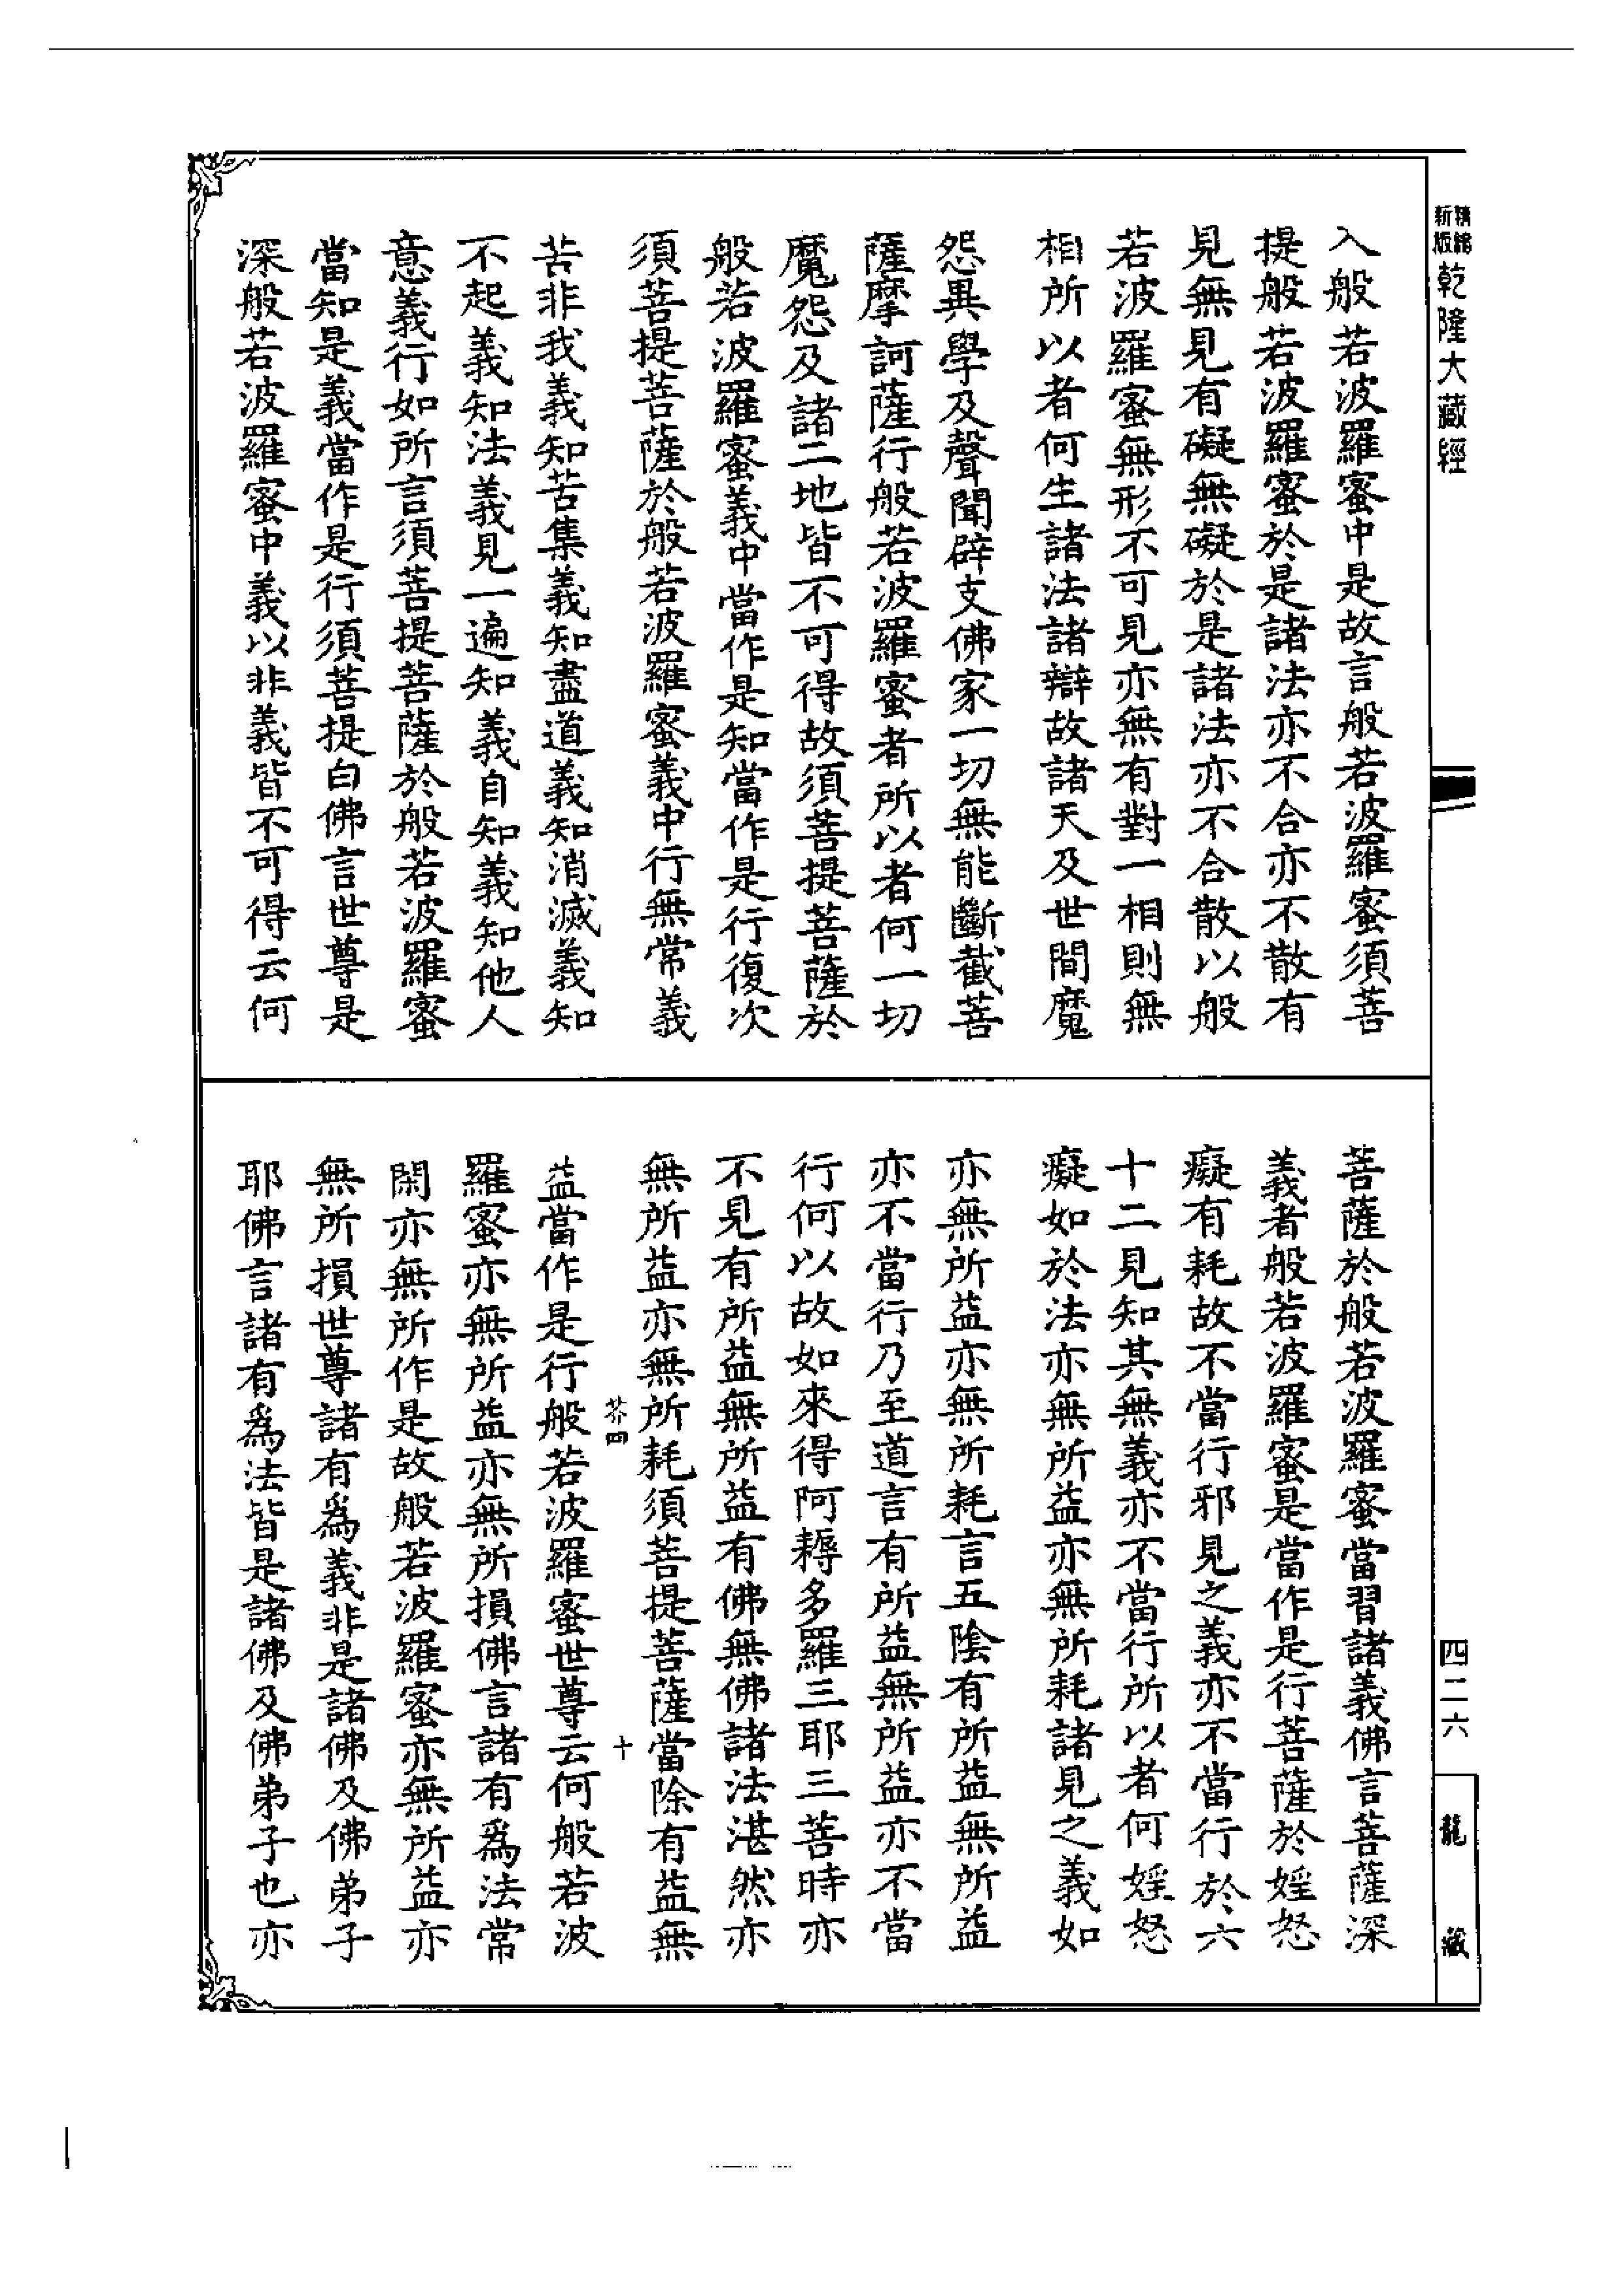 精縮新版乾隆大藏經
四二六
龍藏
入般若波羅蜜中是故言般若波羅蜜須菩
提般若波羅蜜於是諸法亦不合亦不散有
見無見有礙無礙於是諸法亦不合散以般
若波羅蜜無形不可見亦無有對一相則無
相所以者何生諸法諸辯故諸天及世間魔
怨異學及聲聞辟支佛家一切無能斷截菩
薩摩訶薩行般若波羅蜜者所以者何一切
魔怨及諸二地皆不可得故須菩提菩薩於
般若波羅蜜義中當作是知當作是行復次
須菩提菩薩於般若波羅蜜義中行無常義
苦非我義知苦集義知盡道義知消滅義知
不起義知法義見一遍知義自知義知他人
意義行如所言須菩提菩薩於般若波羅蜜
當知是義當作是行須菩提白佛言世尊是
深般若波羅蜜中義以非義皆不可得云何
菩薩於般若波羅蜜當習諸義佛言菩薩深
義者般若波羅蜜是當作是行菩薩於婬怒
癡有耗故不當行邪見之義亦不當行於六
十二見知其無義亦不當行所以者何婬怒
癡如於法亦無所益亦無所耗諸見之義如
亦無所益亦無所耗言五陰有所益無所益
亦不當行乃至道言有所益無所益亦不當
行何以故如來得阿耨多羅三耶三菩時亦
不見有所益無所益有佛無佛諸法湛然亦
無所益亦無所耗須菩提菩薩當除有益無
芥四
十
益當作是行般若波羅蜜世尊云何般若波
羅蜜亦無所益亦無所損佛言諸有爲法常
閑亦無所作是故般若波羅蜜亦無所益亦
無所損世尊諸有爲義非是諸佛及佛弟子
耶佛言諸有爲法皆是諸佛及佛弟子也亦